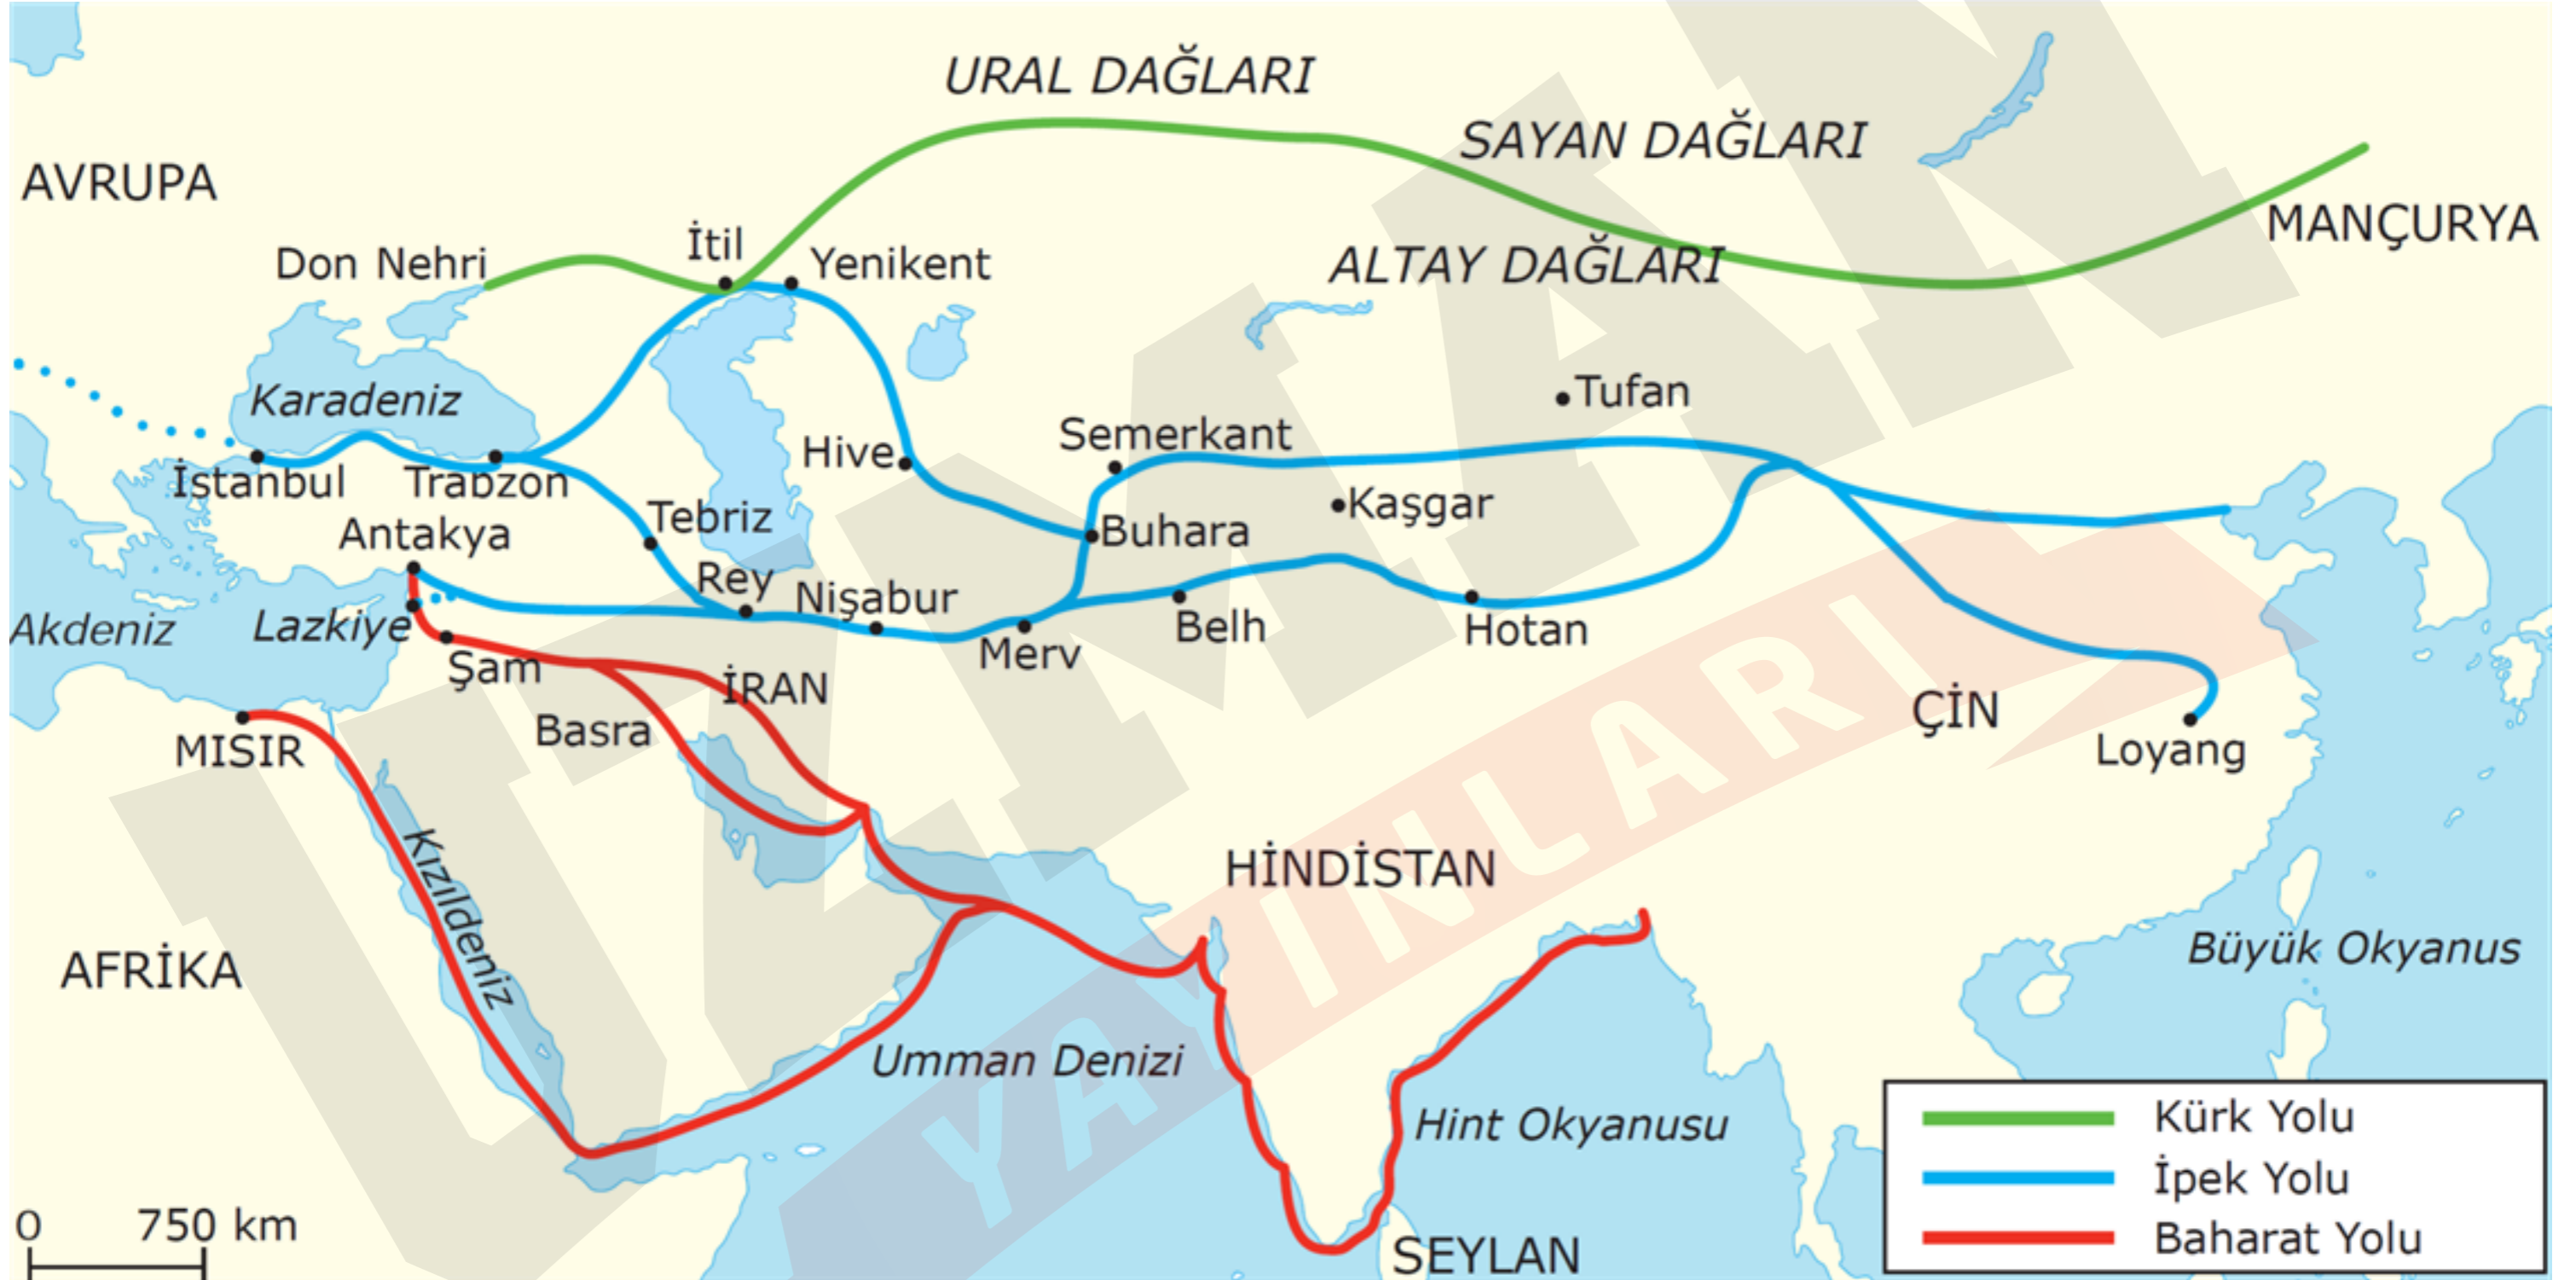 URAL DAĞLARI
SAYAN DAĞLARI
AVRUPA
MANÇURYA
İtil
Don Nehri
Yenikent
ALTAY DAĞLARI
Karadeniz
Tufan
Semerkant
Hive
İstanbul
Trabzon
Kaşgar
Tebriz
Antakya
Buhara
Rey
Nişabur
Akdeniz
Lazkiye
Belh
Hotan
Merv
Şam
İRAN
Basra
ÇİN
MISIR
Loyang
Kızıldeniz
HİNDİSTAN
AFRİKA
Büyük Okyanus
Umman Denizi
Hint Okyanusu
SEYLAN
0 750 km
Kürk Yolu
İpek Yolu
Baharat Yolu
UZMAN
YAYINLARI